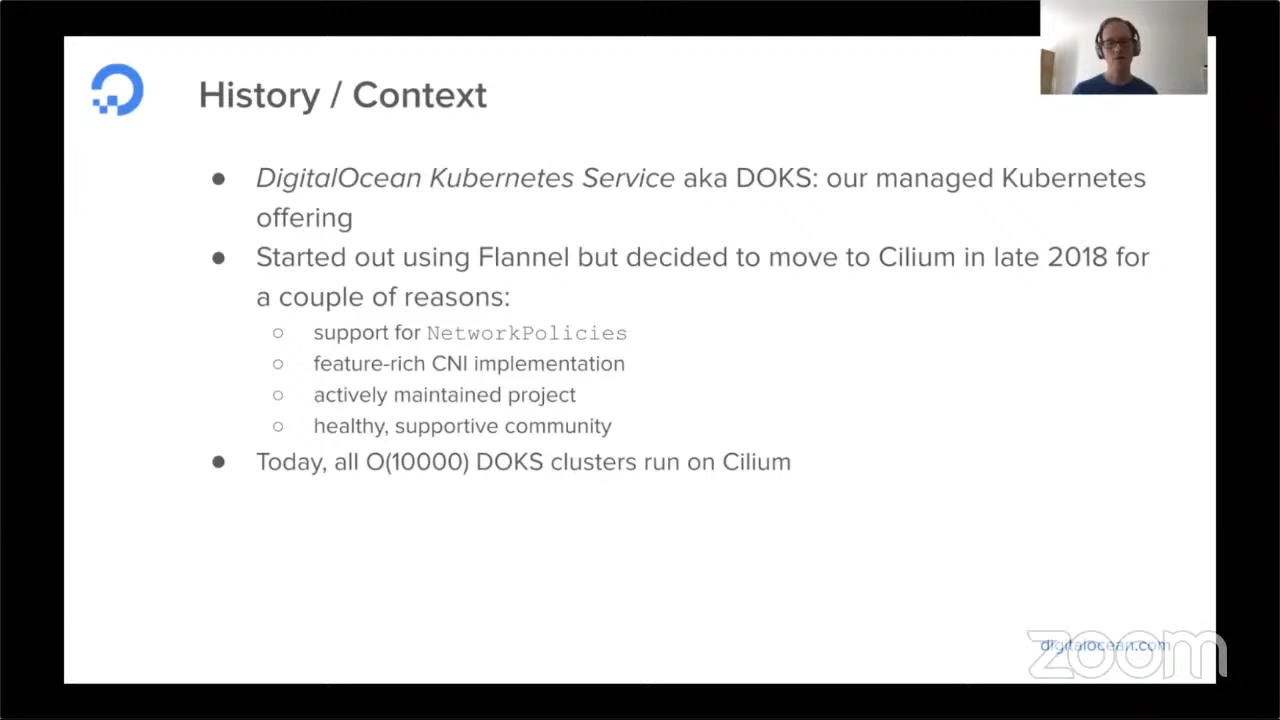 History / Context
● DigitalOcean Kubernetes Service aka DOKS: our managed Kubernetes
offering
● Started out using Flannel but decided to move to Cilium in late 2018 for
a couple of reasons:
○ support for NetworkPolicies
○ feature-rich CNI implementation
○ actively maintained project
○ healthy, supportive community
● Today, all O(10000) DOKS clusters run on Cilium
digitalocean.com
zoom